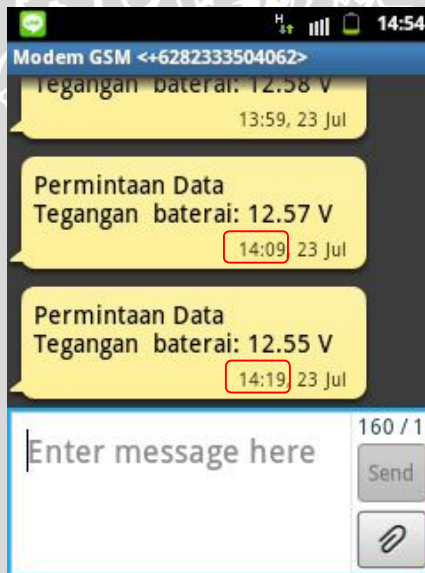 H 14:54
Modem GSM <+6282333504062>
Tegangan baterai: 12.58 V
13:59, 23 Jul
Permintaan Data
Tegangan baterai: 12.57 V
14:09, 23 Jul
Permintaan Data
Tegangan baterai: 12.55 V
14:19, 23 Jul
160 / 1
Enter message here
Send